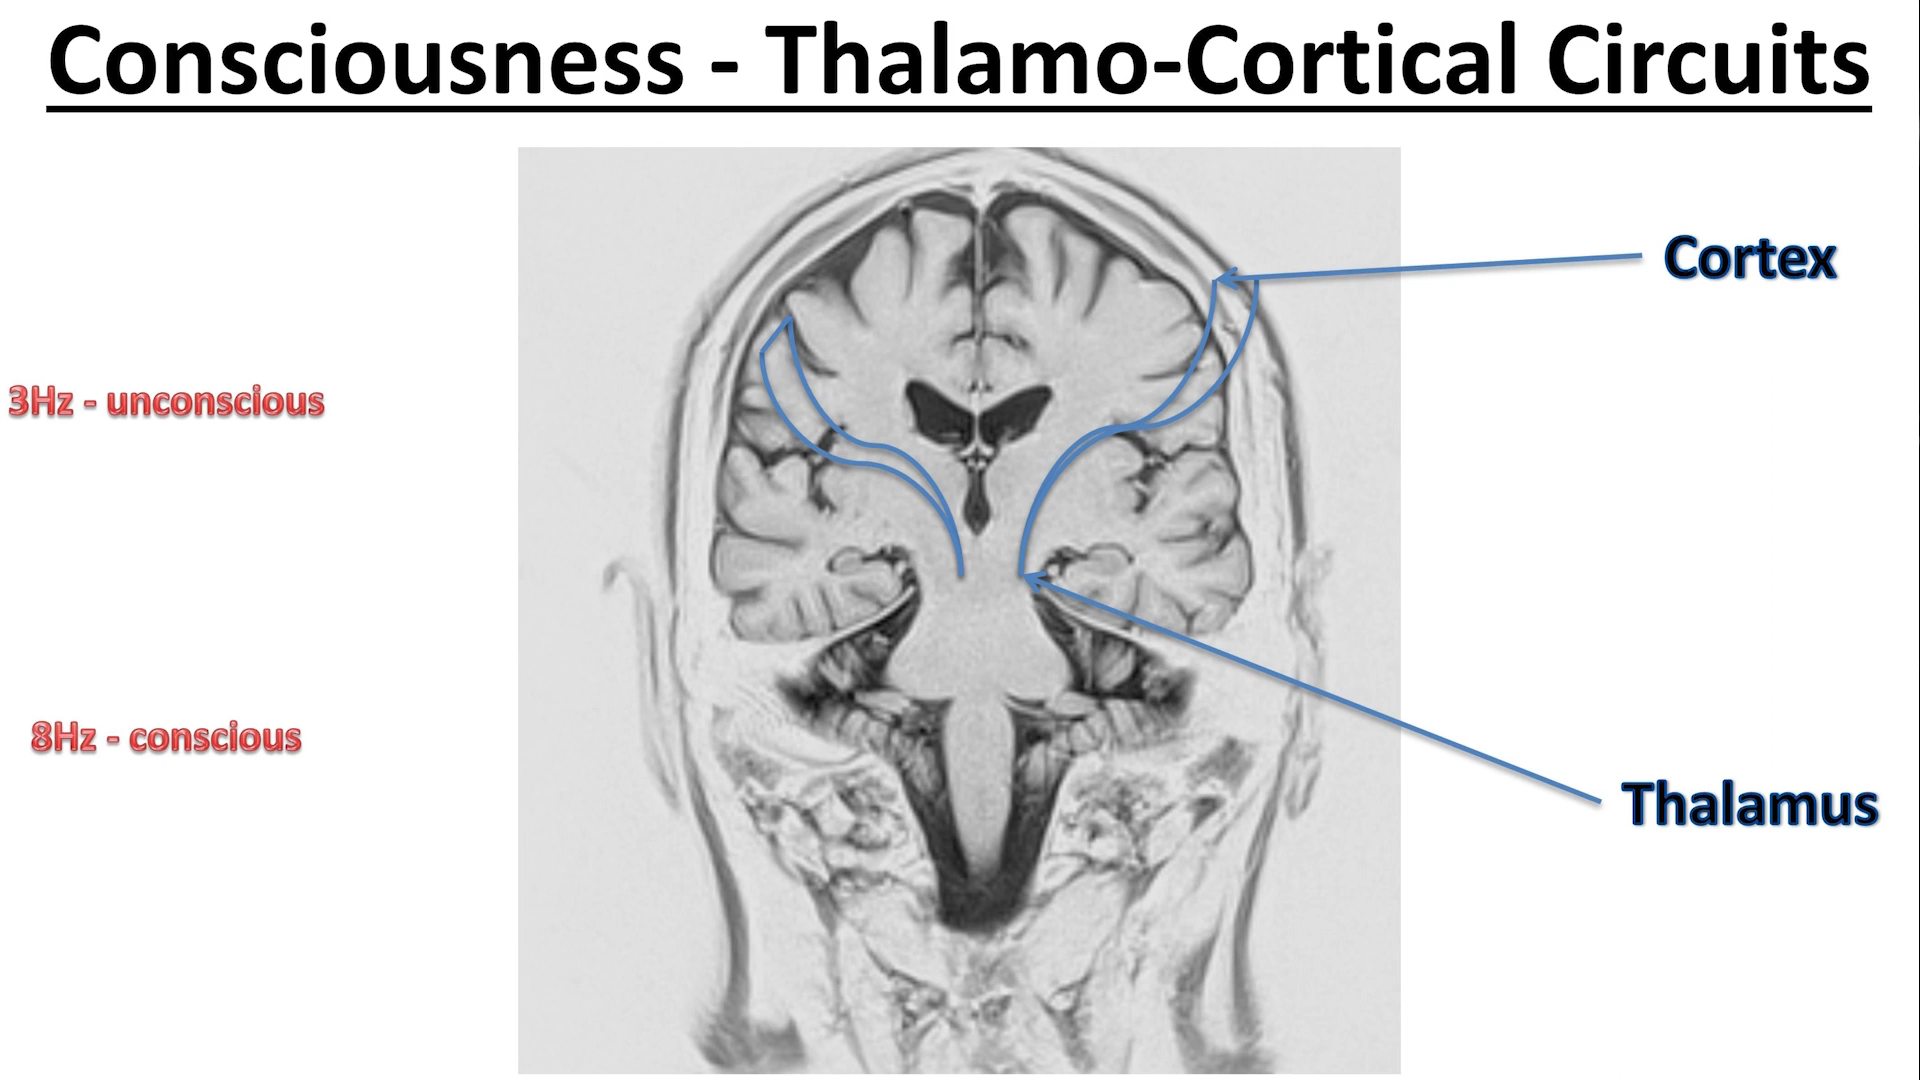 Consciousness - Thalamo-Cortical Circuits
Cortex
3Hz - unconscious
8Hz - conscious
Thalamus